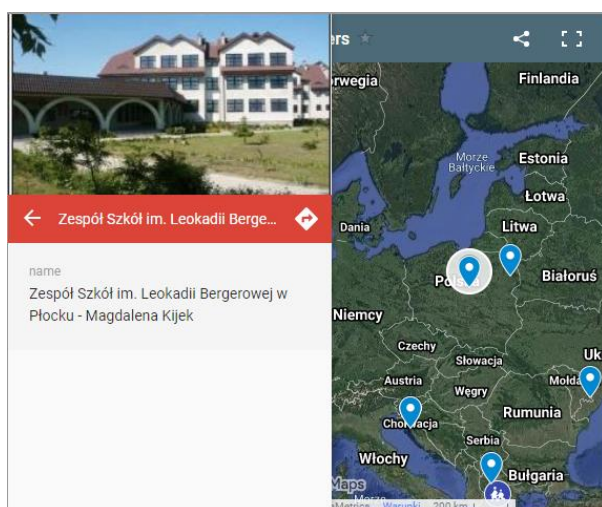 Zespół Szkół im. Leokadii Berge...
name
Zespół Szkół im. Leokadii Bergerowej w
Płocku - Magdalena Kijek
ers
rwegia
Finlandia
Morze
Bałtyckie
Estonia
Łotwa
Dania
Litwa
Białoruś
Niemcy
Czechy
Słowacja
Uk
Austria
Węgry
Mołda
Rumunia
Serbia
Włochy
Bułgaria
Maps
Warunki
200 km